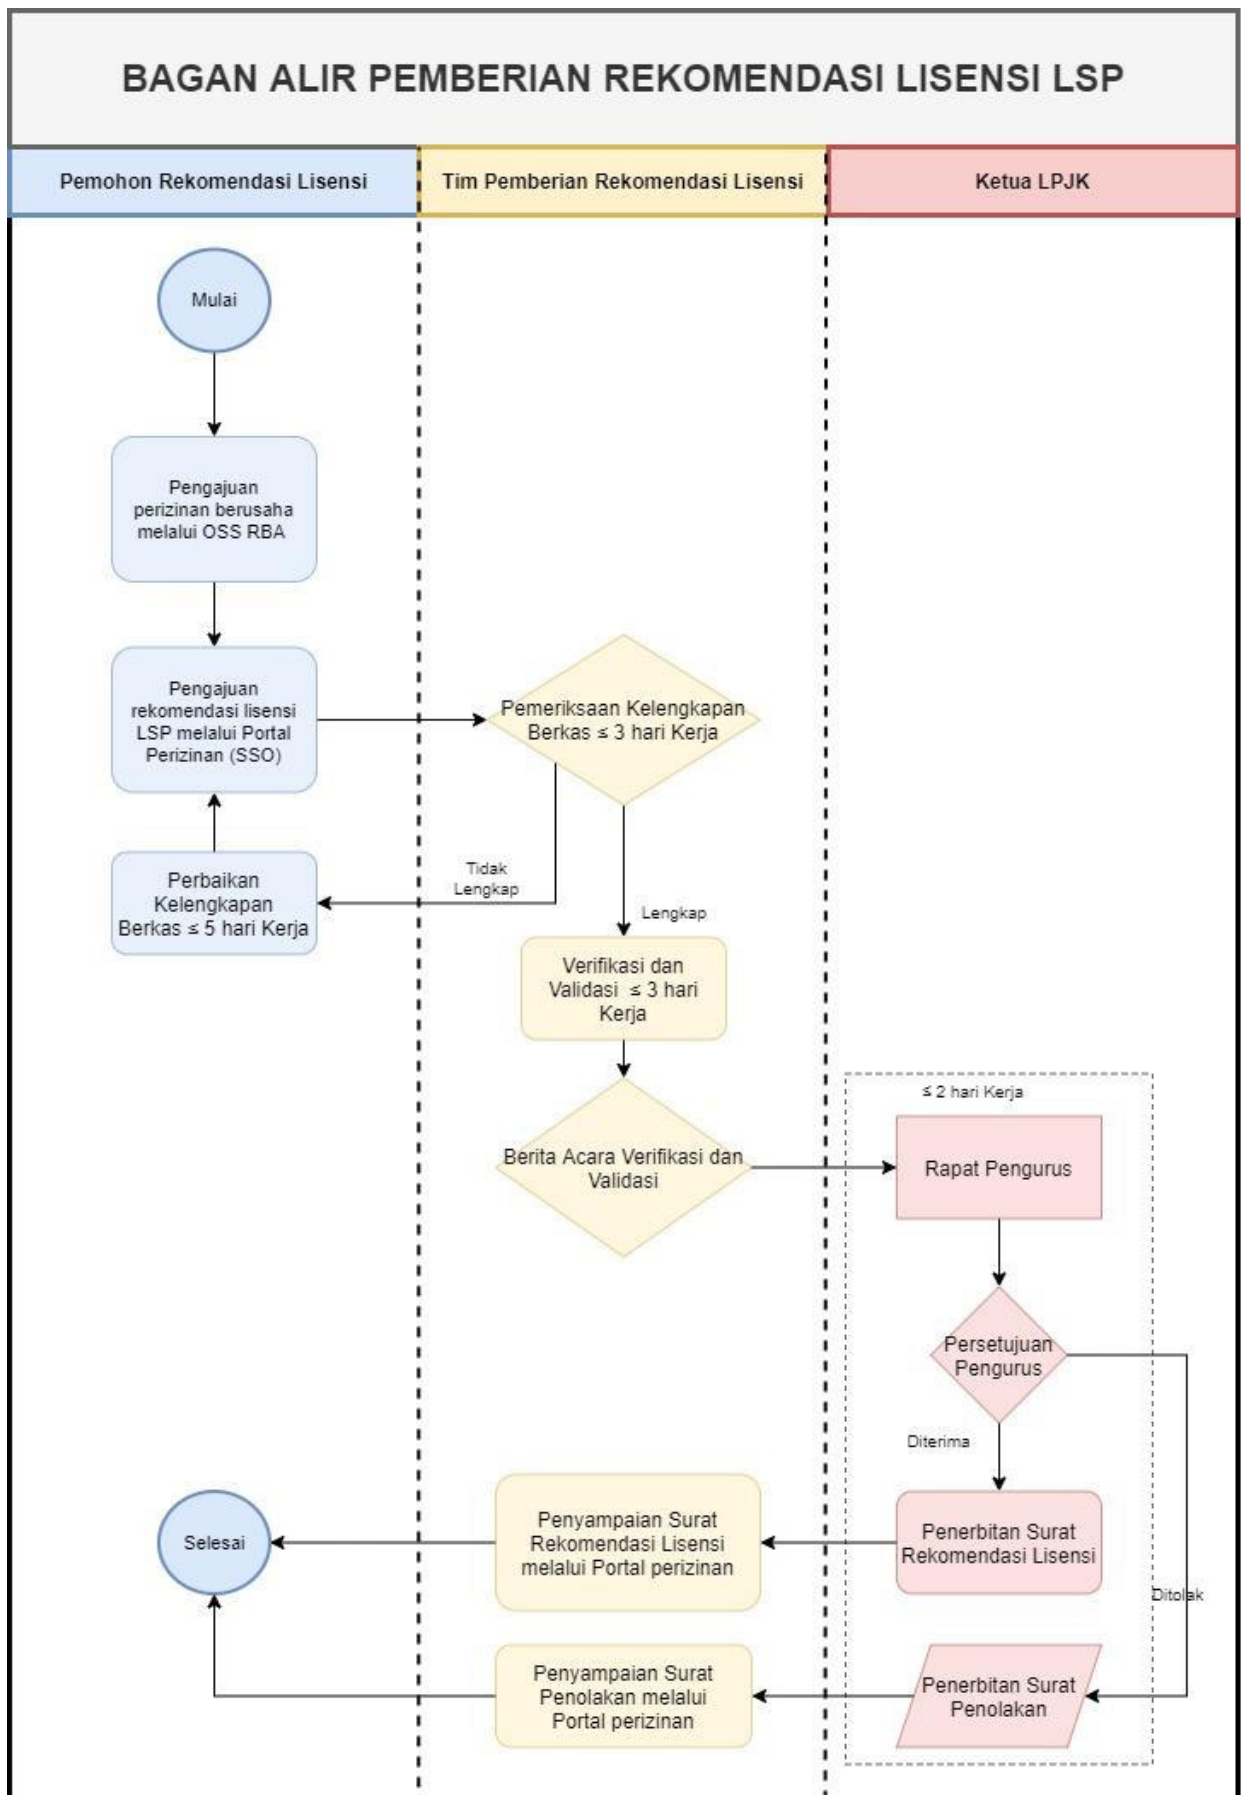 BAGAN ALIR PEMBERIAN REKOMENDASI LISENSI LSP
Pemohon Rekomendasi Lisensi
Tim Pemberian Rekomendasi Lisensi
Ketua LPJK
Mulai
Pengajuan
perizinan berusaha
melalui OSS RBA
Pengajuan
rekomendasi lisensi
LSP melalui Portal
Perizinan (SSO)
Pemeriksaan Kelengkapan
Berkas ≤ 3 hari Kerja
Tidak
Lengkap
Perbaikan
Kelengkapan
Berkas ≤ 5 hari Kerja
Lengkap
Verifikasi dan
Validasi ≤ 3 hari
Kerja
Berita Acara Verifikasi dan
Validasi
≤ 2 hari Kerja
Rapat Pengurus
Persetujuan
Pengurus
Diterima
Ditolak
Penerbitan Surat
Rekomendasi Lisensi
Penyampaian Surat
Rekomendasi Lisensi
melalui Portal perizinan
Selesai
Penerbitan Surat
Penolakan
Penyampaian Surat
Penolakan melalui
Portal perizinan